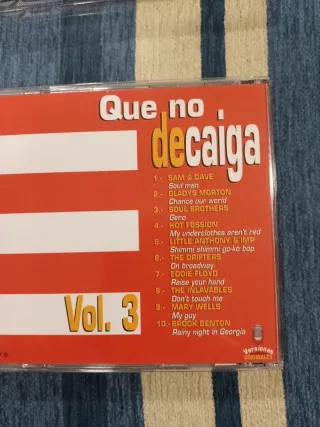 Que no
decaiga
1.- SAM & DAVE
Soul man
2.- GLADYS MORTON
Chance our world
3.- SOUL BROTHERS
Gene
4.- HOT FUSSION
My underclothes aren't red
5.- LITTLE ANTHONY & IMP
Shimmi shimmi go-ko bop
6.- THE DRIFTERS
On broadway
7.- EDDIE FLOYD
Raise your hand
8.- THE INLAVABLES
Don't touch me
9.- MARY WELLS
My guy
10.- BROOK BENTON
Rainy night in Georgia
Vol. 3
Versiones
ORIGINALES